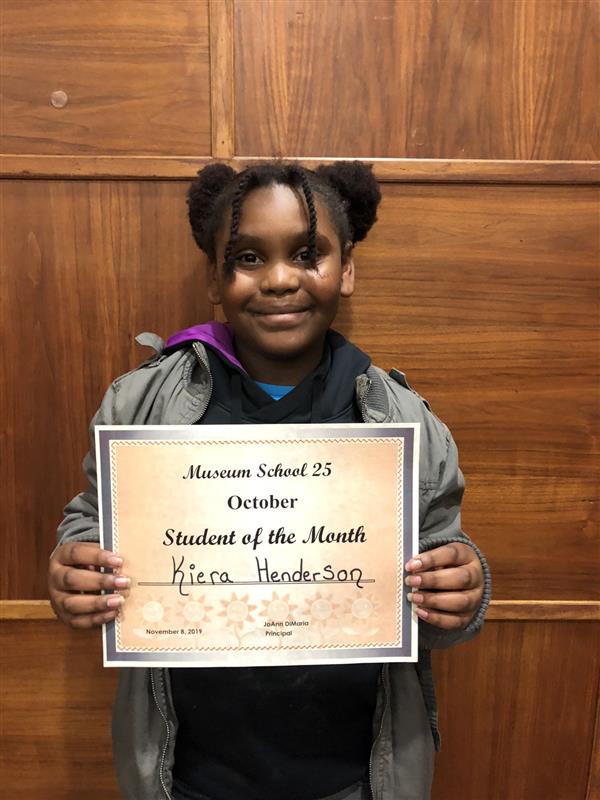 Museum School 25
October
Student of the Month
Kiera Henderson
JoAnn DiMaria
November 8, 2019 Principal